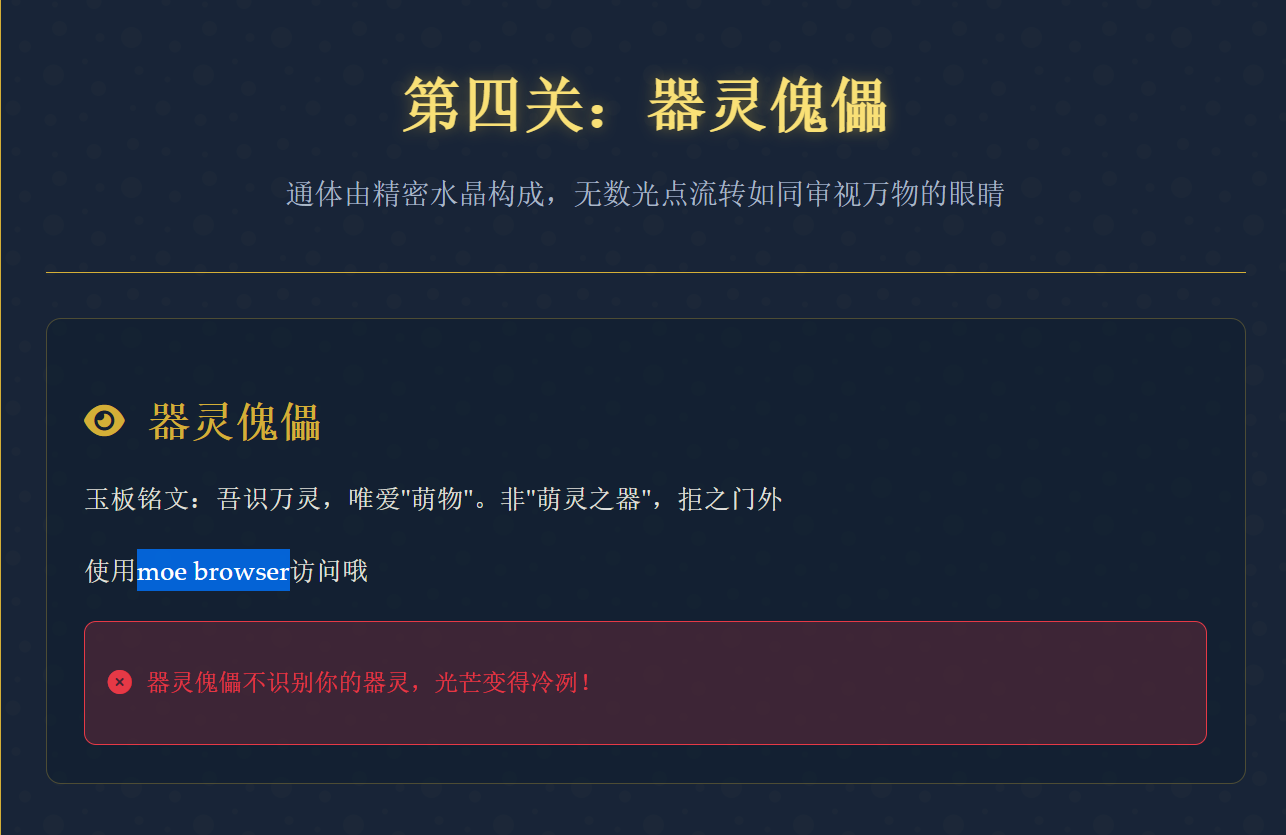 第四关：器灵傀儡
通体由精密水晶构成，无数光点流转如同审视万物的眼睛
器灵傀儡
玉板铭文：吾识万灵，唯爱"萌物"。非"萌灵之器"，拒之门外
使用moe browser访问哦
器灵傀儡不识别你的器灵，光芒变得冷冽！